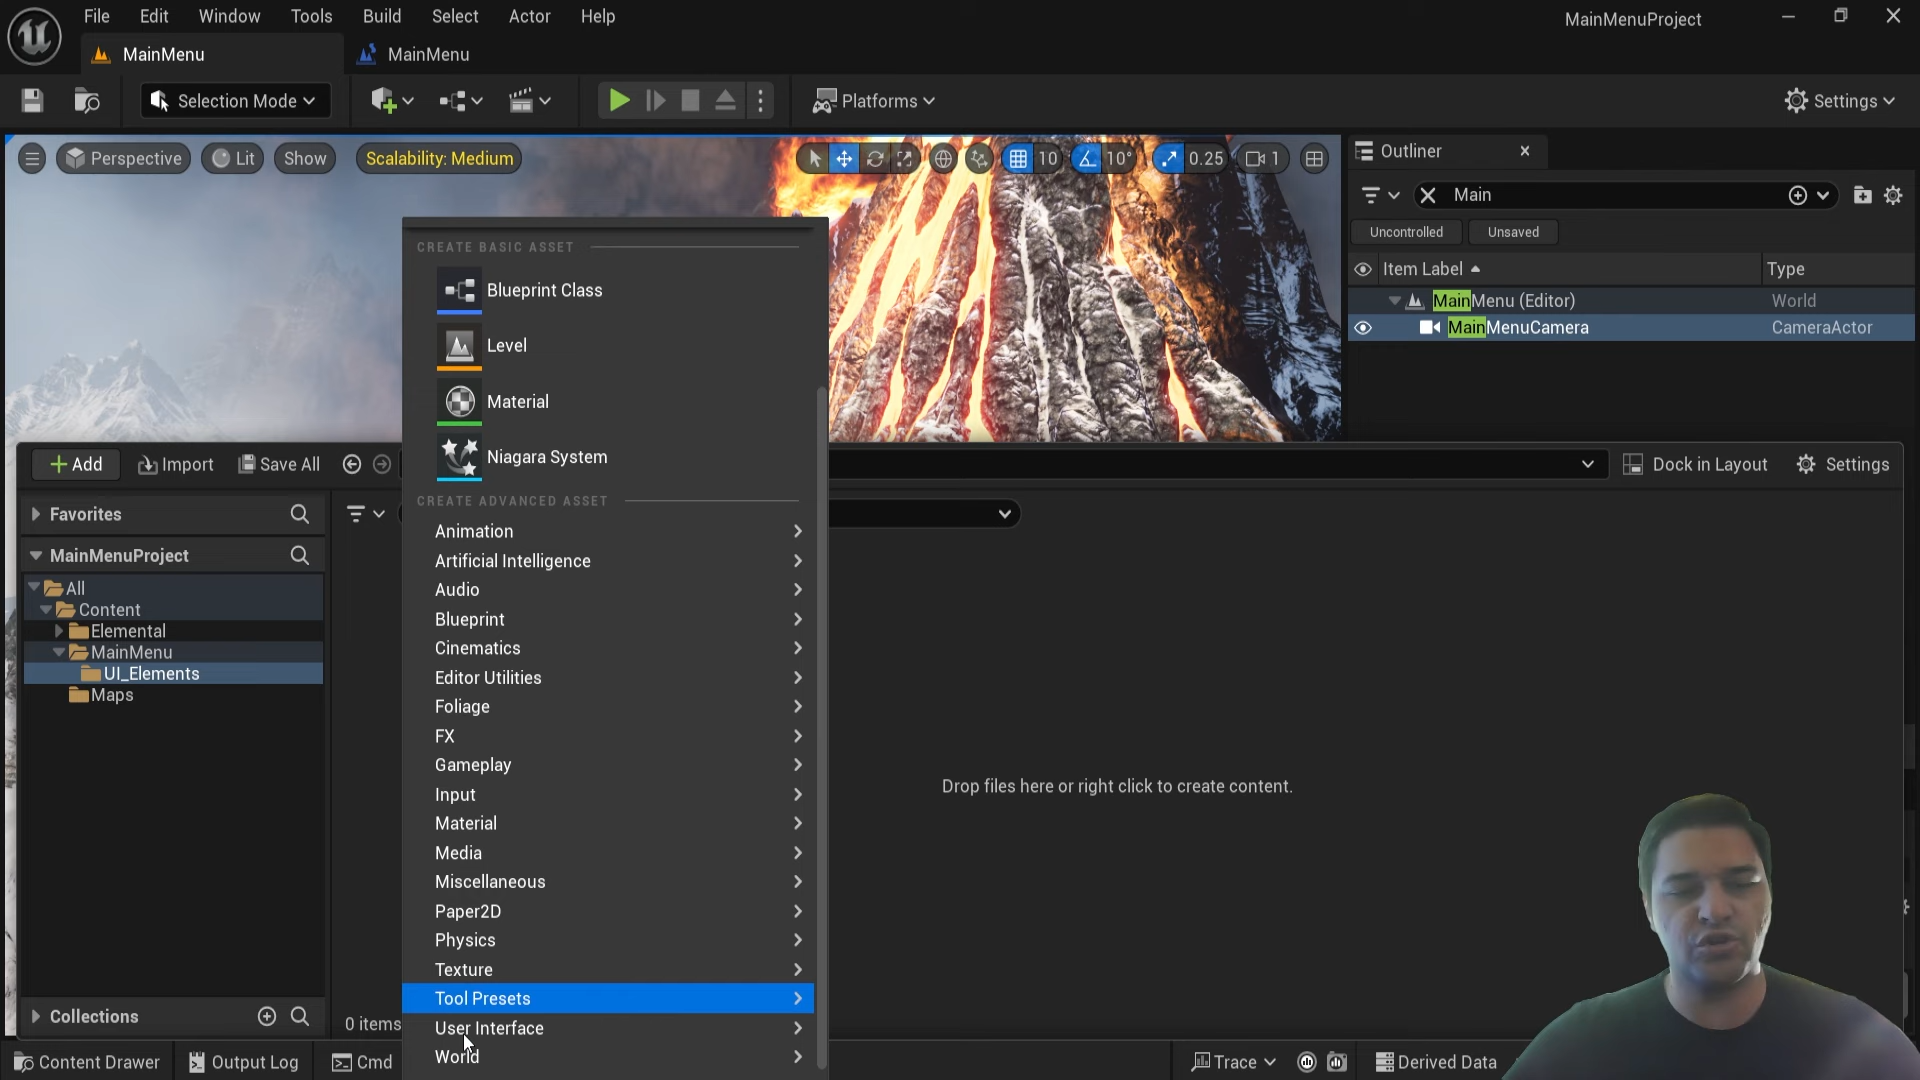 File Edit Window Tools Build Select Actor Help
MainMenuProject
MainMenu
MainMenu
Selection Mode
Platforms
Settings
Perspective
Lit
Show
Scalability: Medium
10
10°
0.25
1
Outliner
Main
Uncontrolled
Unsaved
Item Label
Type
MainMenu (Editor)
World
MainMenuCamera
CameraActor
CREATE BASIC ASSET
Blueprint Class
Level
Material
Niagara System
CREATE ADVANCED ASSET
Animation
Artificial Intelligence
Audio
Blueprint
Cinematics
Editor Utilities
Foliage
FX
Gameplay
Input
Material
Media
Miscellaneous
Paper2D
Physics
Texture
Tool Presets
User Interface
World
Add
Import
Save All
Dock in Layout
Settings
Favorites
MainMenuProject
All
Content
Elemental
MainMenu
UI_Elements
Maps
Collections
Drop files here or right click to create content.
0 items
Content Drawer
Output Log
Cmd
Trace
Derived Data